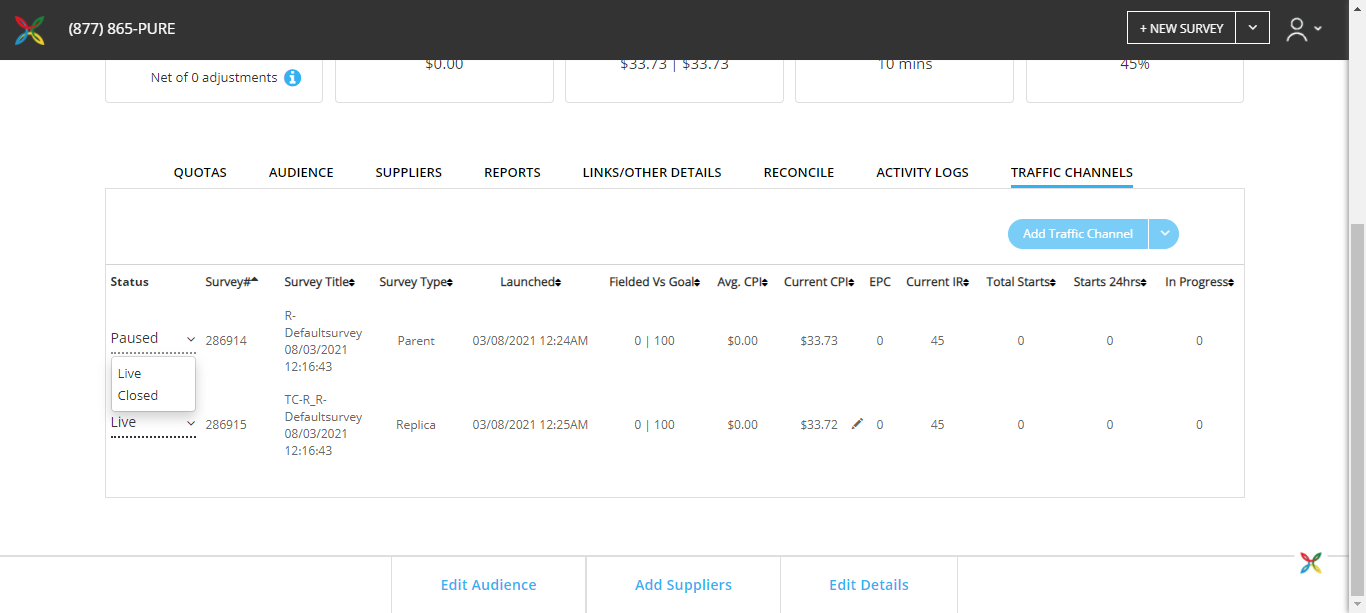 (877) 865-PURE
+ NEW SURVEY
Net of 0 adjustments
$0.00
$33.73 | $33.73
10 mins
45%
QUOTAS AUDIENCE SUPPLIERS REPORTS LINKS/OTHER DETAILS RECONCILE ACTIVITY LOGS TRAFFIC CHANNELS
Add Traffic Channel
Status Survey# Survey Title Survey Type Launched Fielded Vs Goal Avg. CPI Current CPI EPC Current IR Total Starts Starts 24hrs In Progress
R-
Defaultsurvey
08/03/2021
12:16:43
Paused 286914 Parent 03/08/2021 12:24AM 0 | 100 $0.00 $33.73 0 45 0 0 0
Live
Closed
TC-R_R-
Defaultsurvey
08/03/2021
12:16:43
Live 286915 Replica 03/08/2021 12:25AM 0 | 100 $0.00 $33.72 0 45 0 0 0
Edit Audience Add Suppliers Edit Details